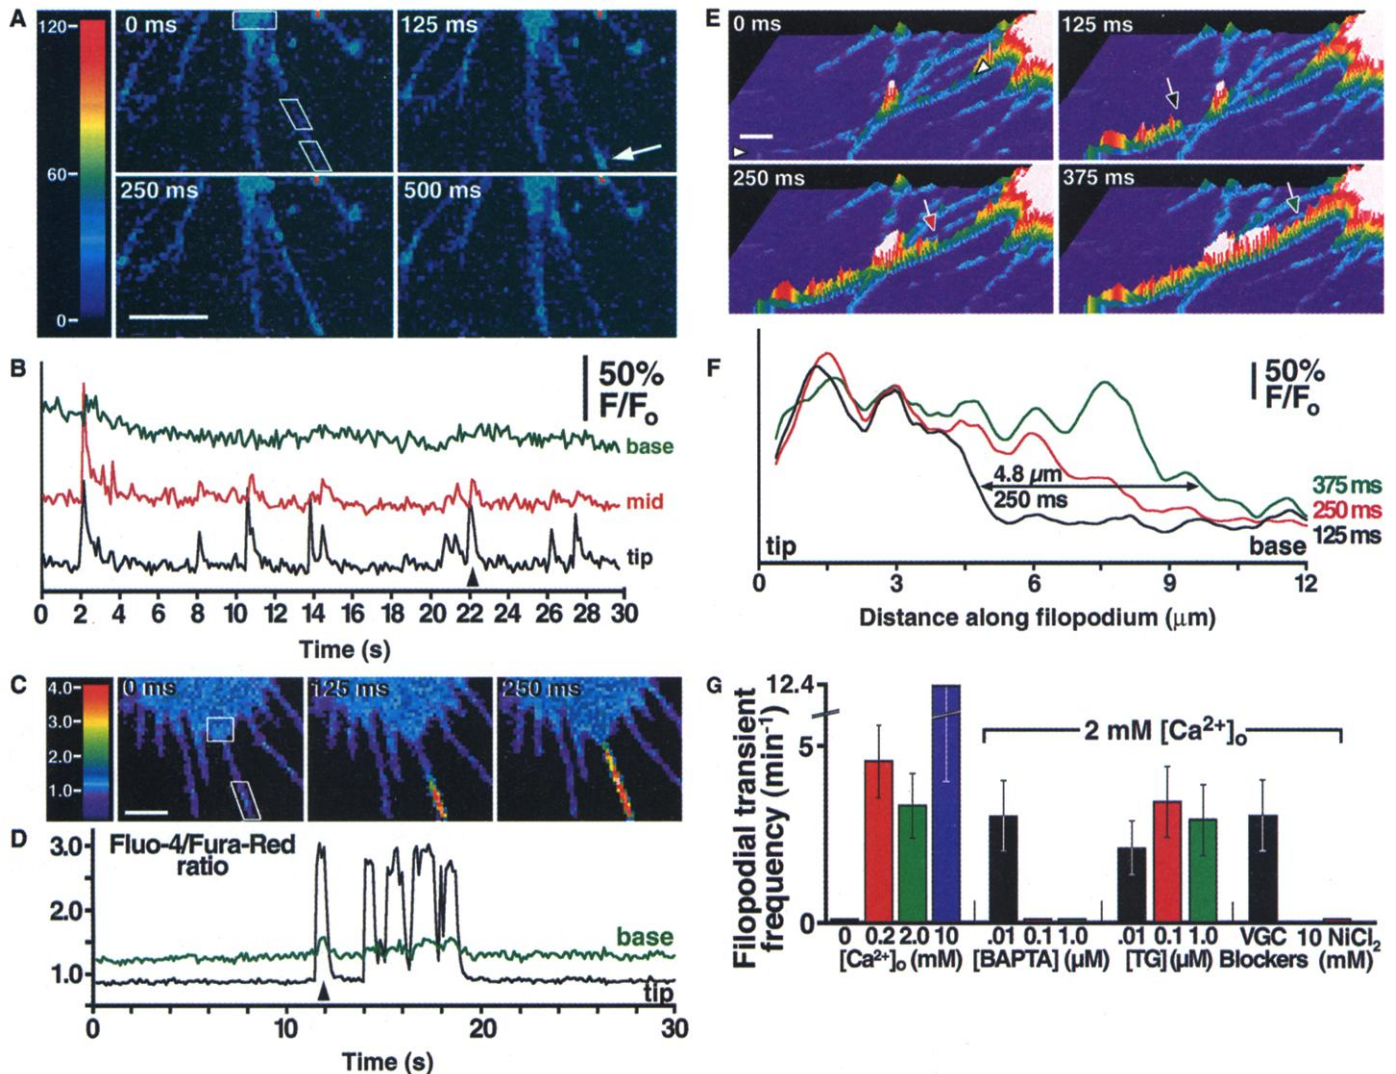 A
120
60
0
0 ms
125 ms
250 ms
500 ms
B
50%
F/Fo
base
mid
tip
0 2 4 6 8 10 12 14 16 18 20 22 24 26 28 30
Time (s)
C
4.0
3.0
2.0
1.0
0 ms
125 ms
250 ms
D
Fluo-4/Fura-Red
ratio
3.0
2.0
1.0
base
tip
0 10 20 30
Time (s)
E
0 ms
125 ms
250 ms
375 ms
F
50%
F/Fo
4.8 μm
250 ms
375 ms
250 ms
125 ms
tip
base
0 3 6 9 12
Distance along filopodium (μm)
G
Filopodial transient
frequency (min⁻¹)
12.4
5
0
2 mM [Ca²⁺]o
0 0.2 2.0 10 .01 0.1 1.0 .01 0.1 1.0 VGC 10 NiCl₂
[Ca²⁺]o (mM) [BAPTA] (μM) [TG](μM) Blockers (mM)